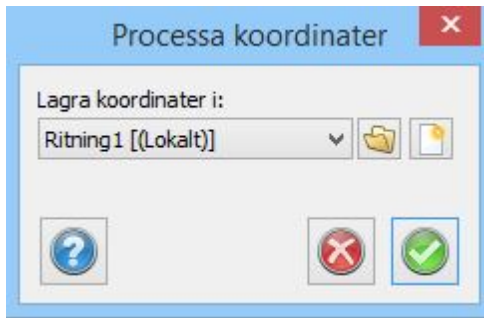 Processa koordinater
Lagra koordinater i:
Ritning1 [(Lokalt)]